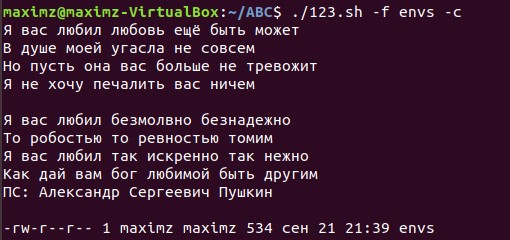 maximz@maximz-VirtualBox:~/ABC$ ./123.sh -f envs -c
Я вас любил любовь ещё быть может
В душе моей угасла не совсем
Но пусть она вас больше не тревожит
Я не хочу печалить вас ничем

Я вас любил безмолвно безнадежно
То робостью то ревностью томим
Я вас любил так искренно так нежно
Как дай вам бог любимой быть другим
ПС: Александр Сергеевич Пушкин

-rw-r--r-- 1 maximz maximz 534 сен 21 21:39 envs